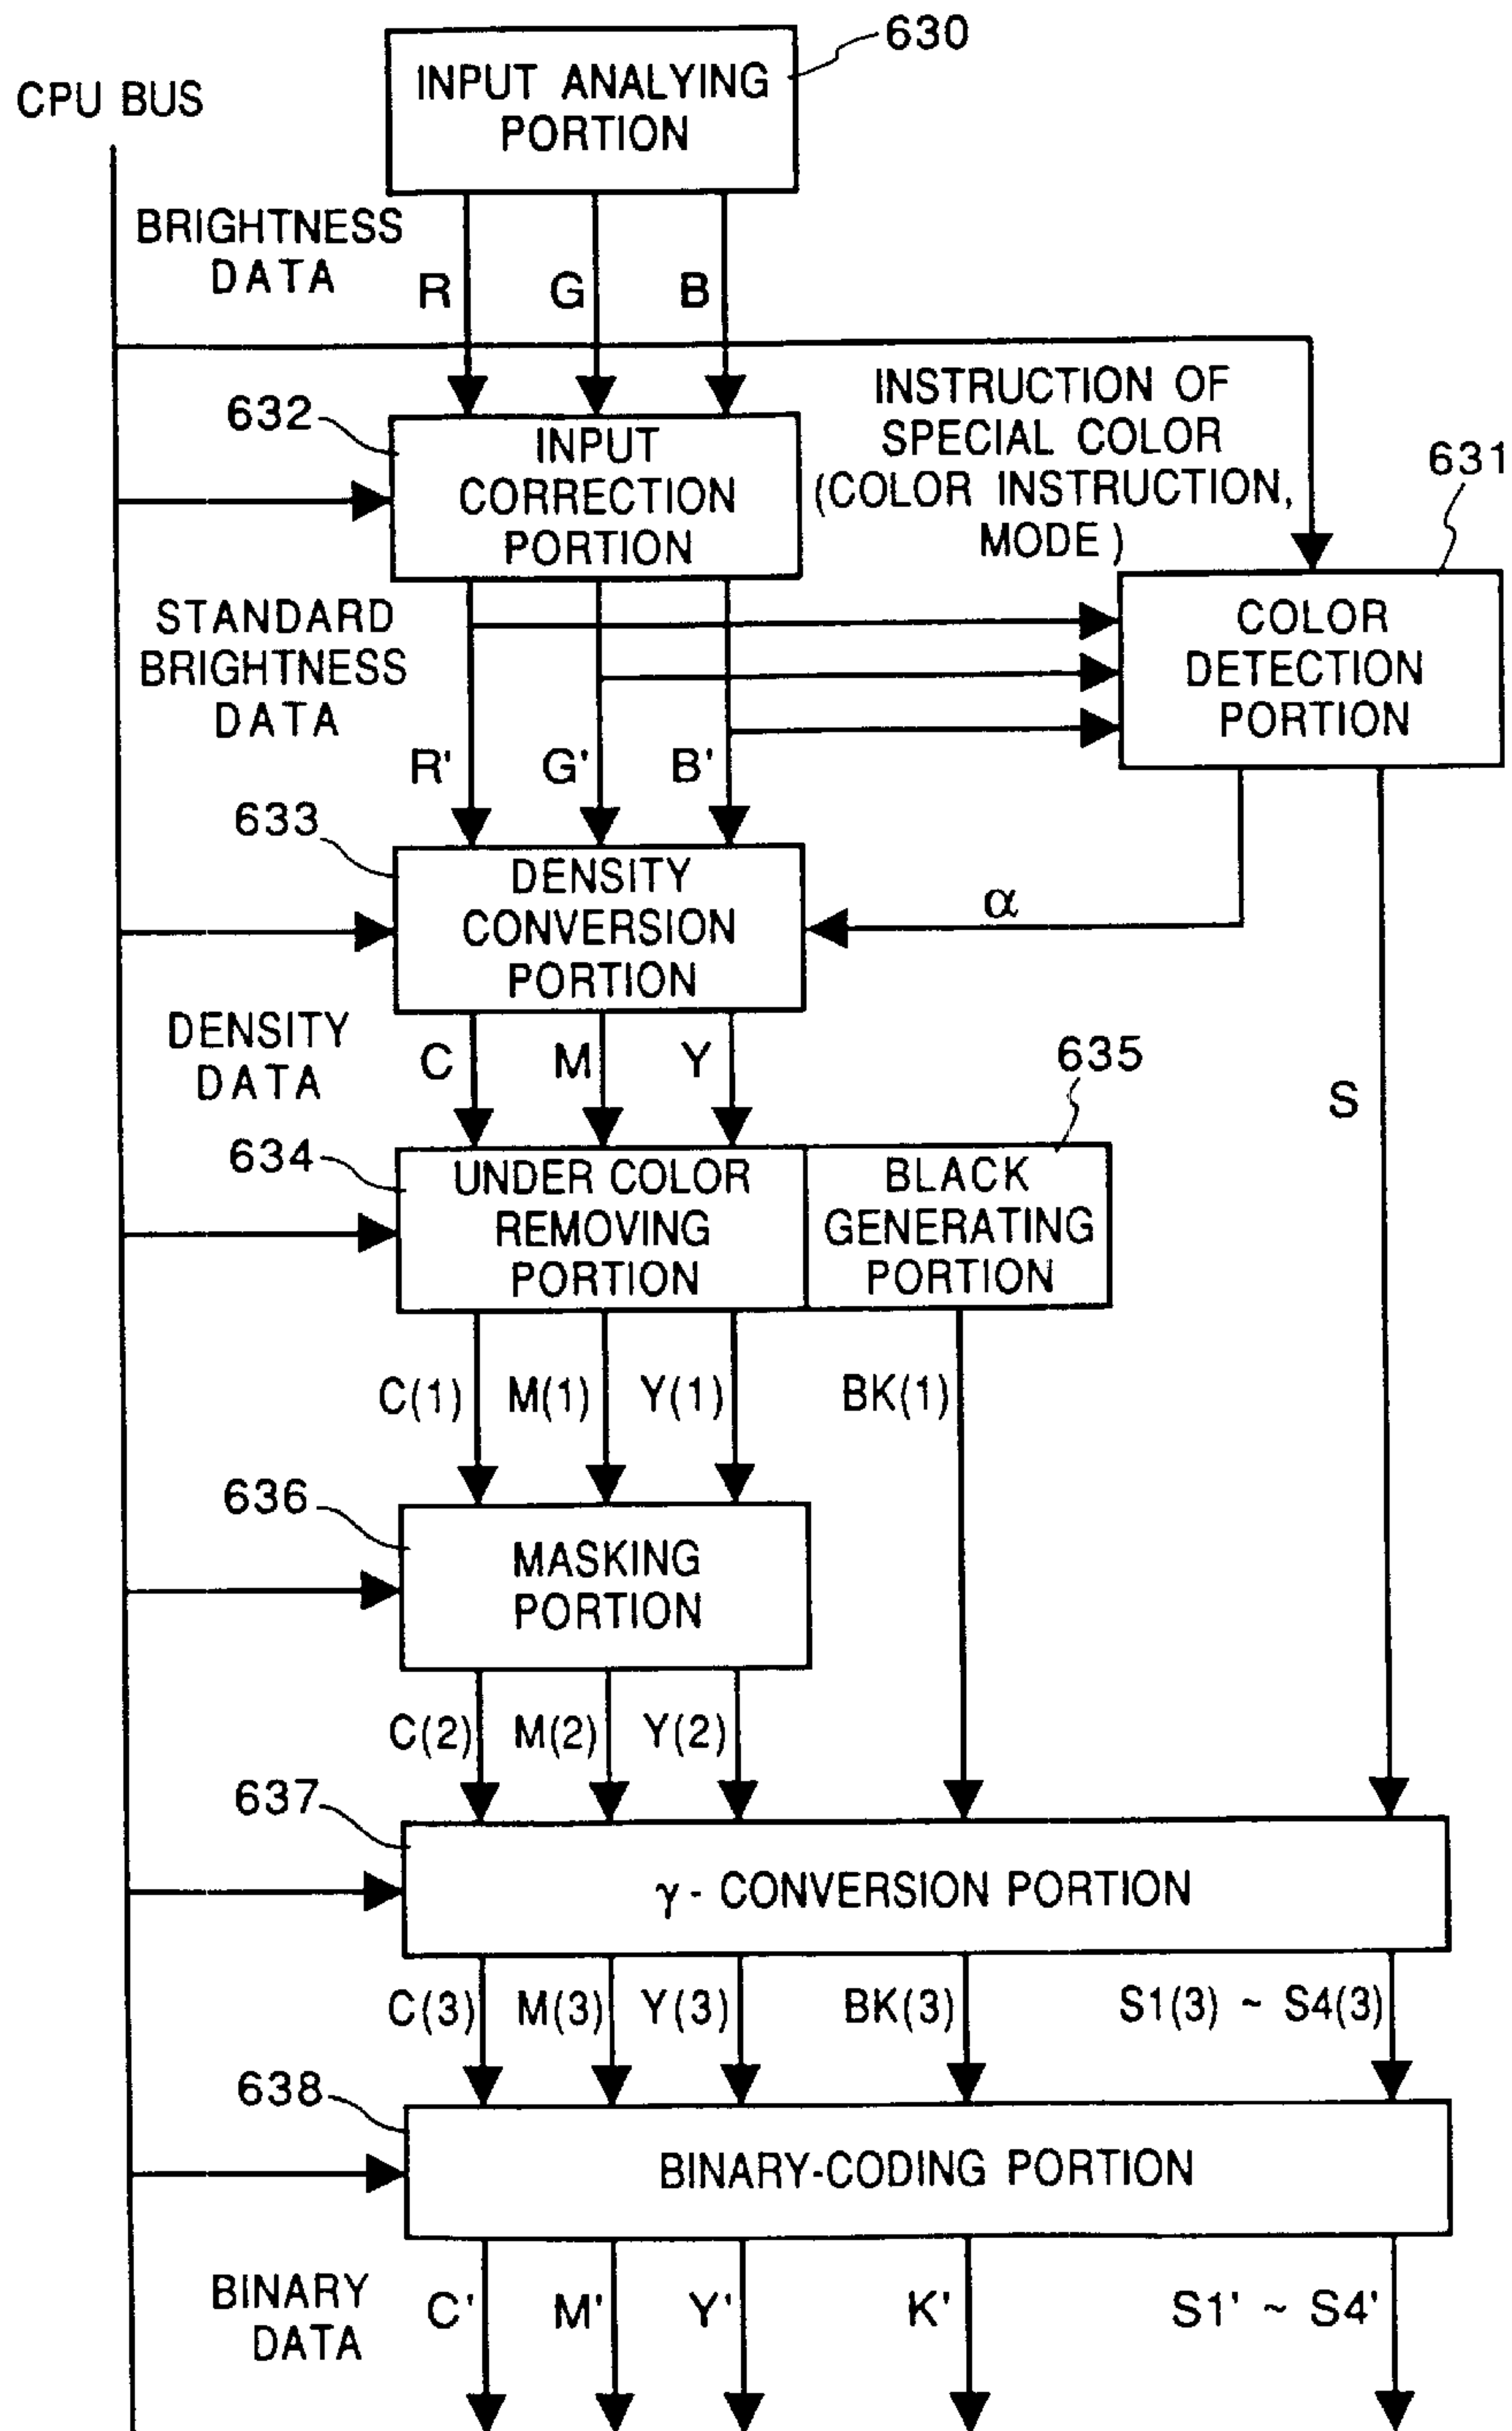 630
INPUT ANALYING
PORTION
CPU BUS
BRIGHTNESS
DATA
R G B
632
INPUT
CORRECTION
PORTION
INSTRUCTION OF
SPECIAL COLOR
(COLOR INSTRUCTION,
MODE)
631
COLOR
DETECTION
PORTION
STANDARD
BRIGHTNESS
DATA
R' G' B'
633
DENSITY
CONVERSION
PORTION
α
DENSITY
DATA
C M Y
635
S
634
UNDER COLOR
REMOVING
PORTION
BLACK
GENERATING
PORTION
C(1) M(1) Y(1) BK(1)
636
MASKING
PORTION
C(2) M(2) Y(2)
637
γ - CONVERSION PORTION
C(3) M(3) Y(3) BK(3) S1(3) ~ S4(3)
638
BINARY-CODING PORTION
BINARY
DATA
C' M' Y' K' S1' ~ S4'